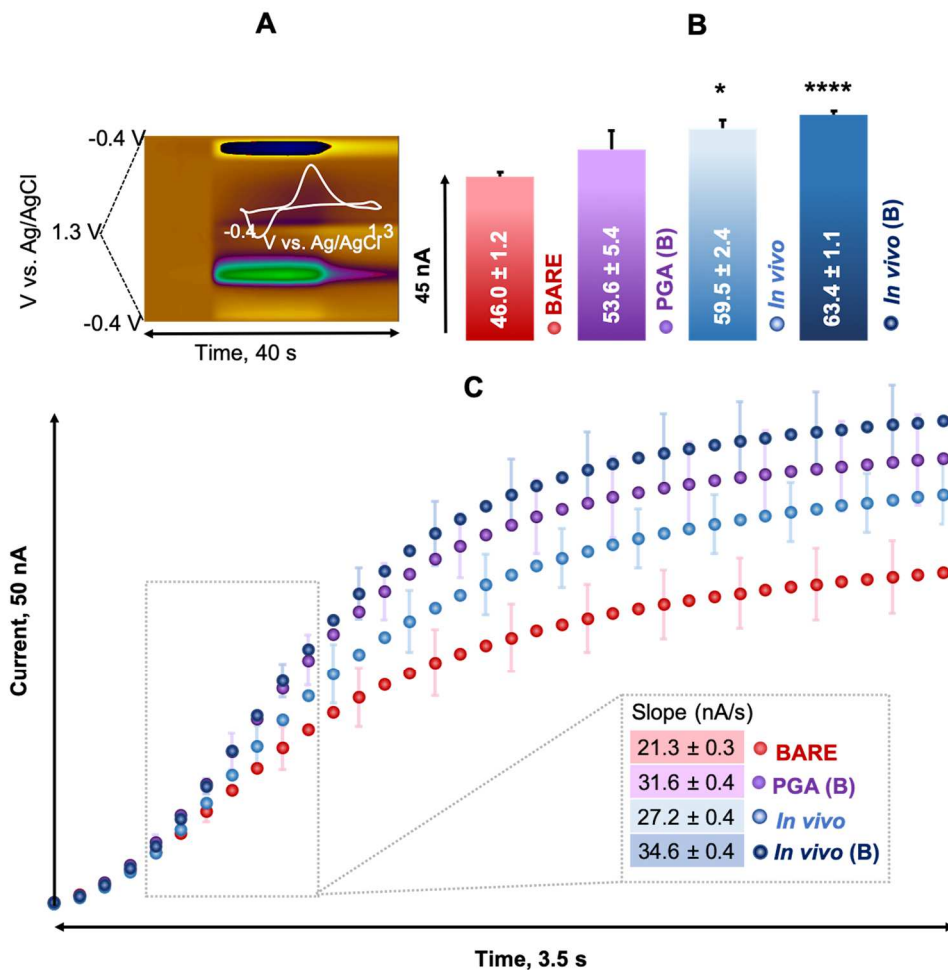 A
B
-0.4 V
V vs. Ag/AgCl
1.3 V
-0.4 V
-0.4
1.3
V vs. Ag/AgCl
Time, 40 s
45 nA
*
****
46.0 ± 1.2
BARE
53.6 ± 5.4
PGA (B)
59.5 ± 2.4
In vivo
63.4 ± 1.1
In vivo (B)
C
Current, 50 nA
Slope (nA/s)
21.3 ± 0.3 BARE
31.6 ± 0.4 PGA (B)
27.2 ± 0.4 In vivo
34.6 ± 0.4 In vivo (B)
Time, 3.5 s